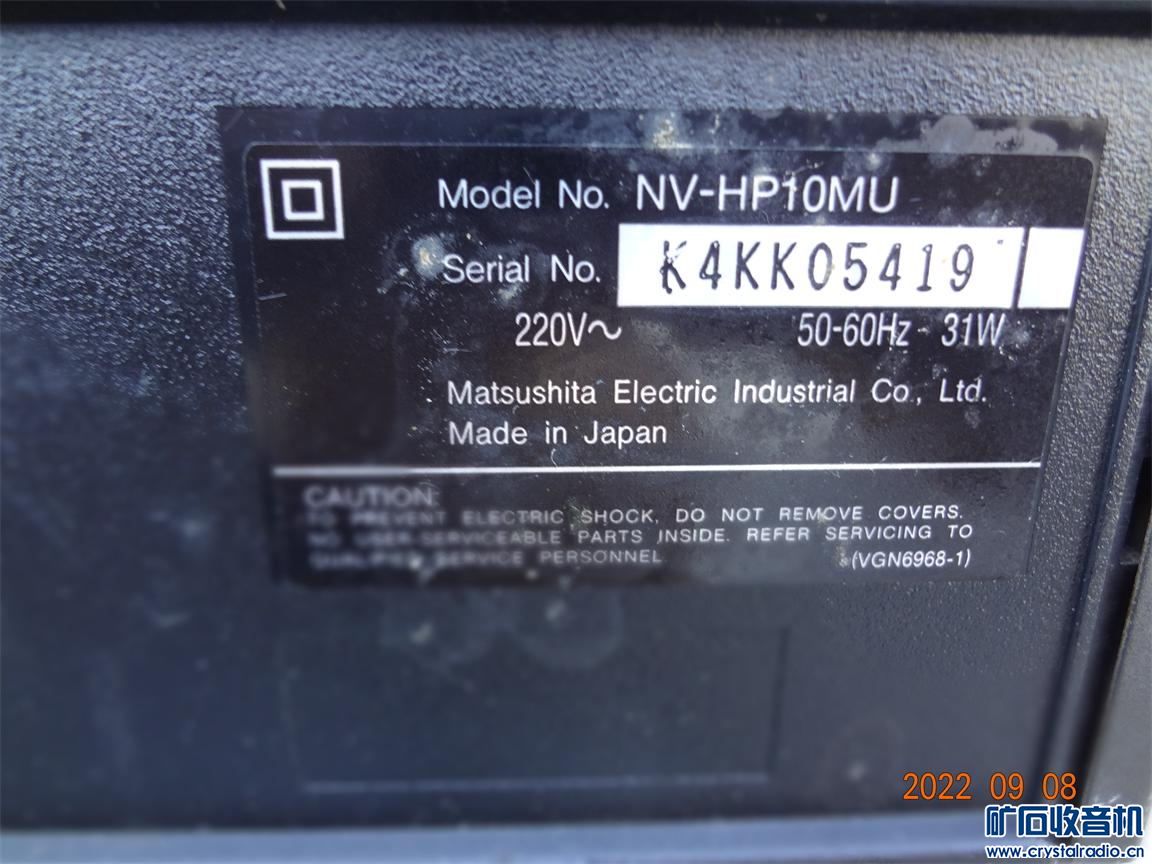 Model No. NV-HP10MU
Serial No. K4KK05419
220V～ 50-60Hz 31W
Matsushita Electric Industrial Co., Ltd.
Made in Japan
CAUTION:
TO PREVENT ELECTRIC SHOCK, DO NOT REMOVE COVERS.
NO USER-SERVICEABLE PARTS INSIDE. REFER SERVICING TO
QUALIFIED SERVICE PERSONNEL (VGN6968-1)
2022 09 08
矿石收音机
www.crystalradio.cn